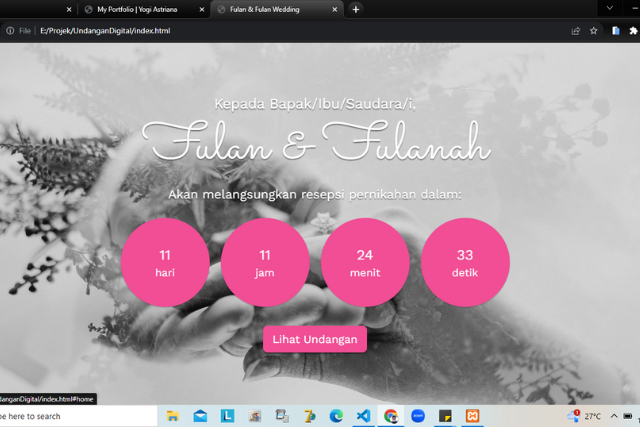 My Portfolio | Yogi Astriana
Fulan & Fulan Wedding
File | E:/Projek/UndanganDigital/index.html
Kepada Bapak/Ibu/Saudara/i,
Fulan & Fulanah
Akan melangsungkan resepsi pernikahan dalam:
11 11 24 33
hari jam menit detik
Lihat Undangan
danganDigital/index.html#home
pe here to search
27°C